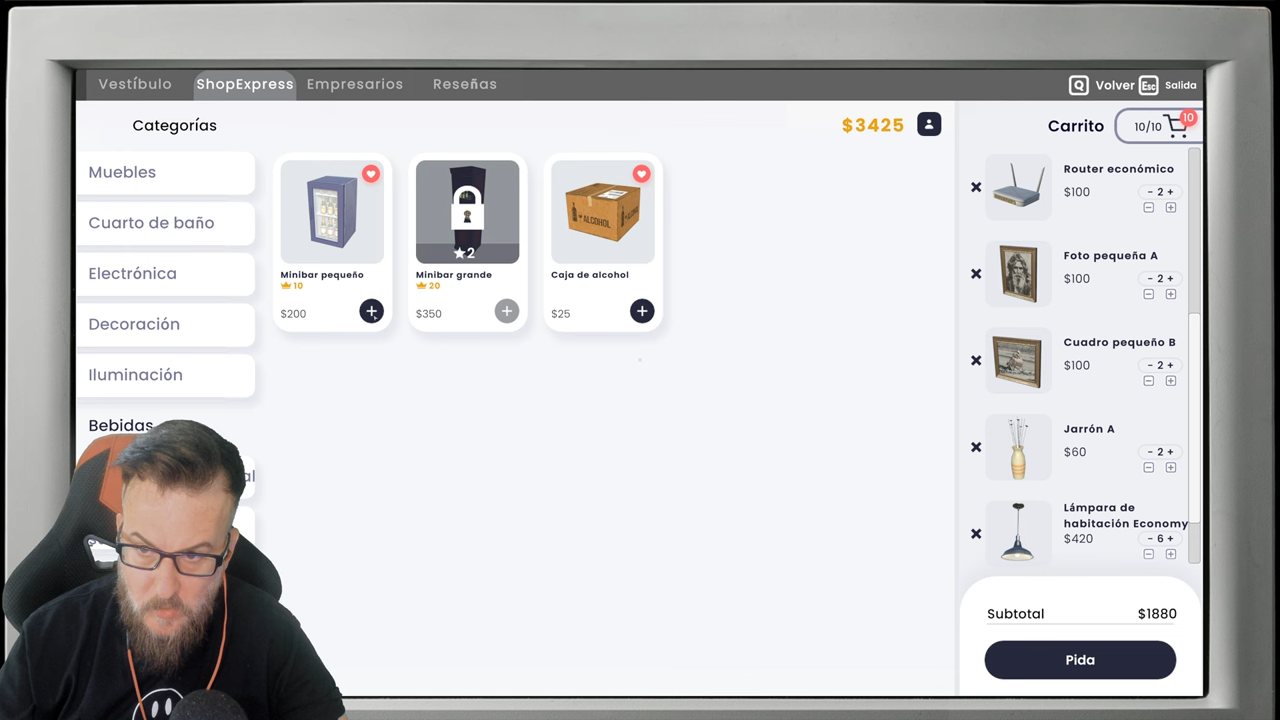 Vestíbulo
ShopExpress
Empresarios
Reseñas
Q Volver Esc Salida
Categorías
$3425
Carrito
10/10
10
Muebles
Cuarto de baño
Electrónica
Decoración
Iluminación
Bebidas
al
2
Minibar pequeño
10
$200
Minibar grande
20
$350
ALCOHOL
Caja de alcohol
$25
Router económico
$100
- 2 +
Foto pequeña A
$100
- 2 +
Cuadro pequeño B
$100
- 2 +
Jarrón A
$60
- 2 +
Lámpara de
habitación Economy
$420
- 6 +
Subtotal
$1880
Pida